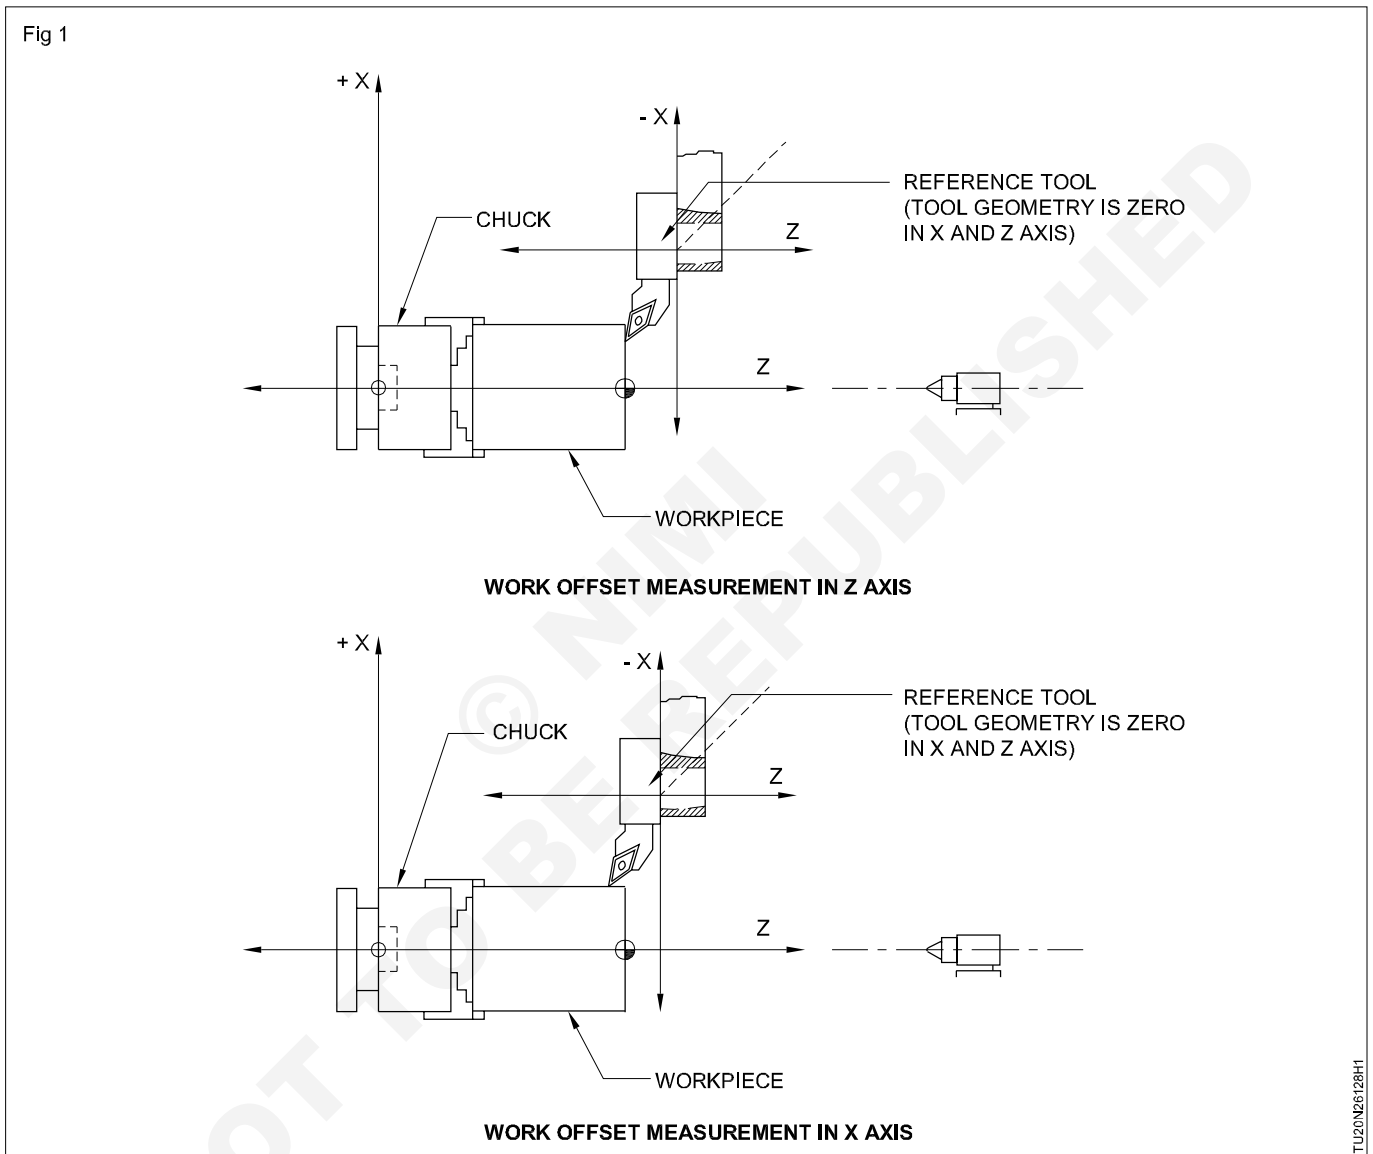 Fig 1
+ X
- X
REFERENCE TOOL
(TOOL GEOMETRY IS ZERO
IN X AND Z AXIS)
CHUCK
Z
Z
WORKPIECE
WORK OFFSET MEASUREMENT IN Z AXIS
+ X
- X
REFERENCE TOOL
(TOOL GEOMETRY IS ZERO
IN X AND Z AXIS)
CHUCK
Z
Z
WORKPIECE
WORK OFFSET MEASUREMENT IN X AXIS
TU20N26128H1
© NIMI
NOT TO BE REPUBLISHED